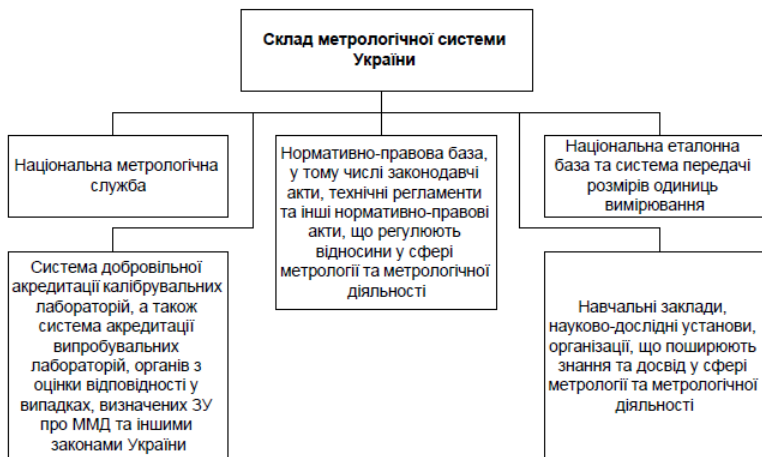 Склад метрологічної системи
України
Національна метрологічна
служба
Нормативно-правова база,
у тому числі законодавчі
акти, технічні регламенти
та інші нормативно-правові
акти, що регулюють
відносини у сфері
метрології та метрологічної
діяльності
Національна еталонна
база та система передачі
розмірів одиниць
вимірювання
Система добровільної
акредитації калібрувальних
лабораторій, а також
система акредитації
випробувальних
лабораторій, органів з
оцінки відповідності у
випадках, визначених ЗУ
про ММД та іншими
законами України
Навчальні заклади,
науково-дослідні установи,
організації, що поширюють
знання та досвід у сфері
метрології та метрологічної
діяльності